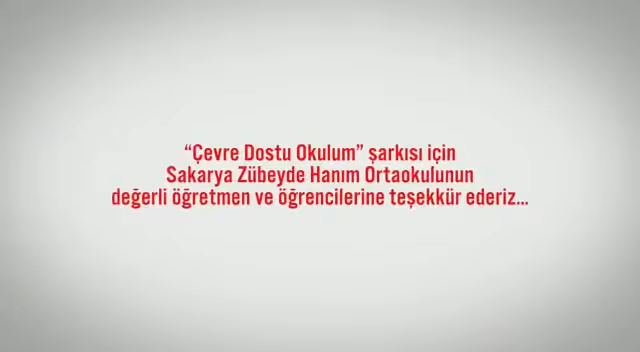 “Çevre Dostu Okulum” şarkısı için
Sakarya Zübeyde Hanım Ortaokulunun
değerli öğretmen ve öğrencilerine teşekkür ederiz...